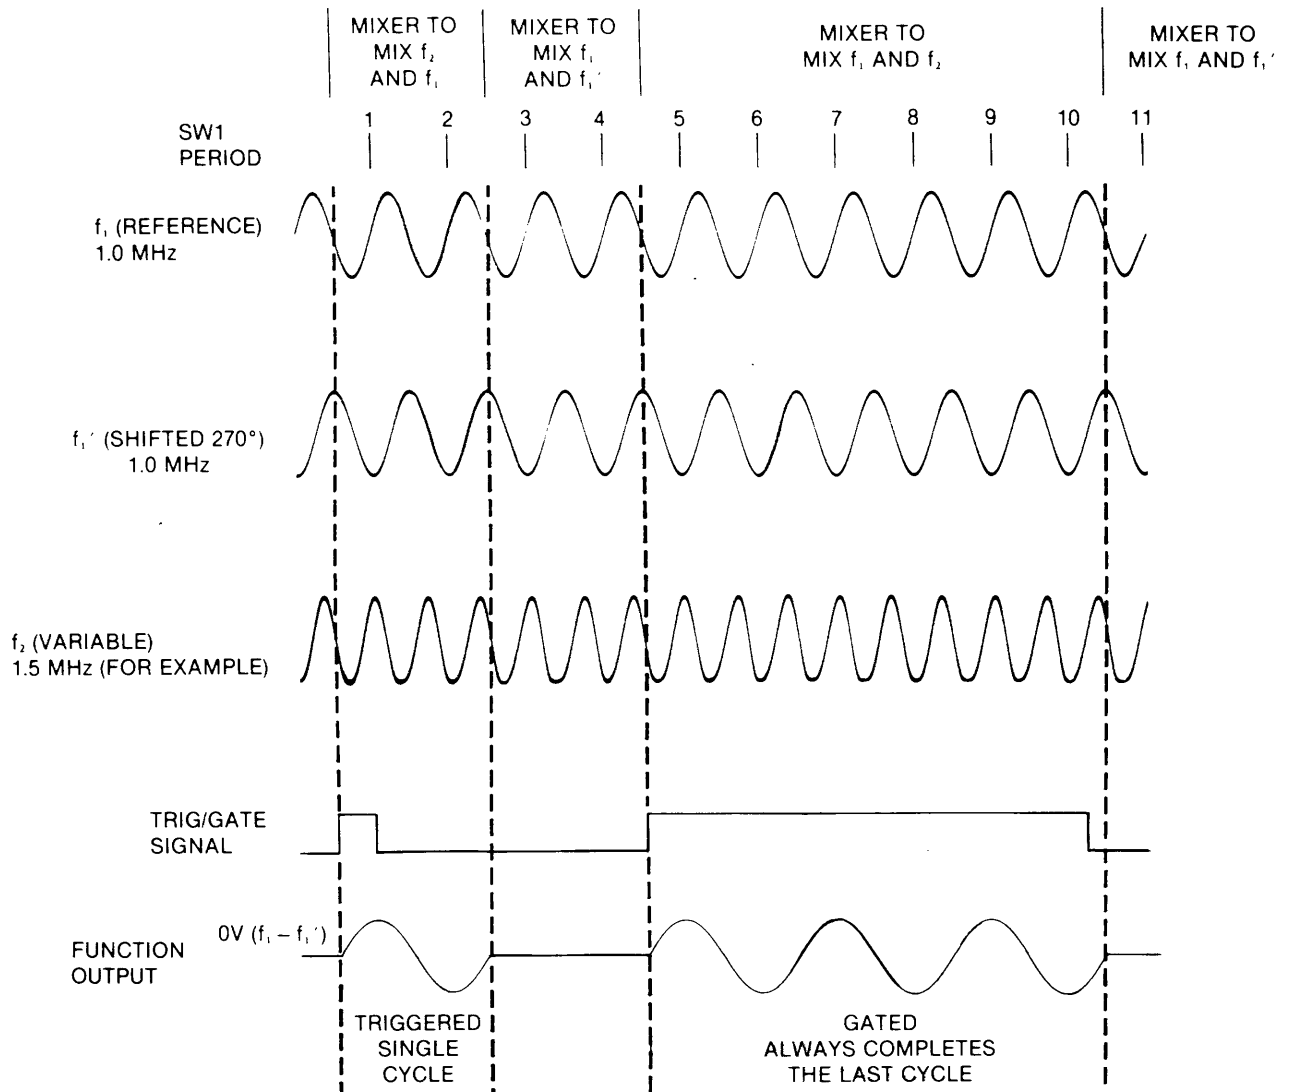 MIXER TO
MIX f₂
AND f₁
MIXER TO
MIX f₁
AND f₁′
MIXER TO
MIX f₁ AND f₂
MIXER TO
MIX f₁ AND f₁′
SW1
PERIOD
1 2 3 4 5 6 7 8 9 10 11
f₁ (REFERENCE)
1.0 MHz
f₁′ (SHIFTED 270°)
1.0 MHz
f₂ (VARIABLE)
1.5 MHz (FOR EXAMPLE)
TRIG/GATE
SIGNAL
0V (f₁ – f₁′)
FUNCTION
OUTPUT
TRIGGERED
SINGLE
CYCLE
GATED
ALWAYS COMPLETES
THE LAST CYCLE